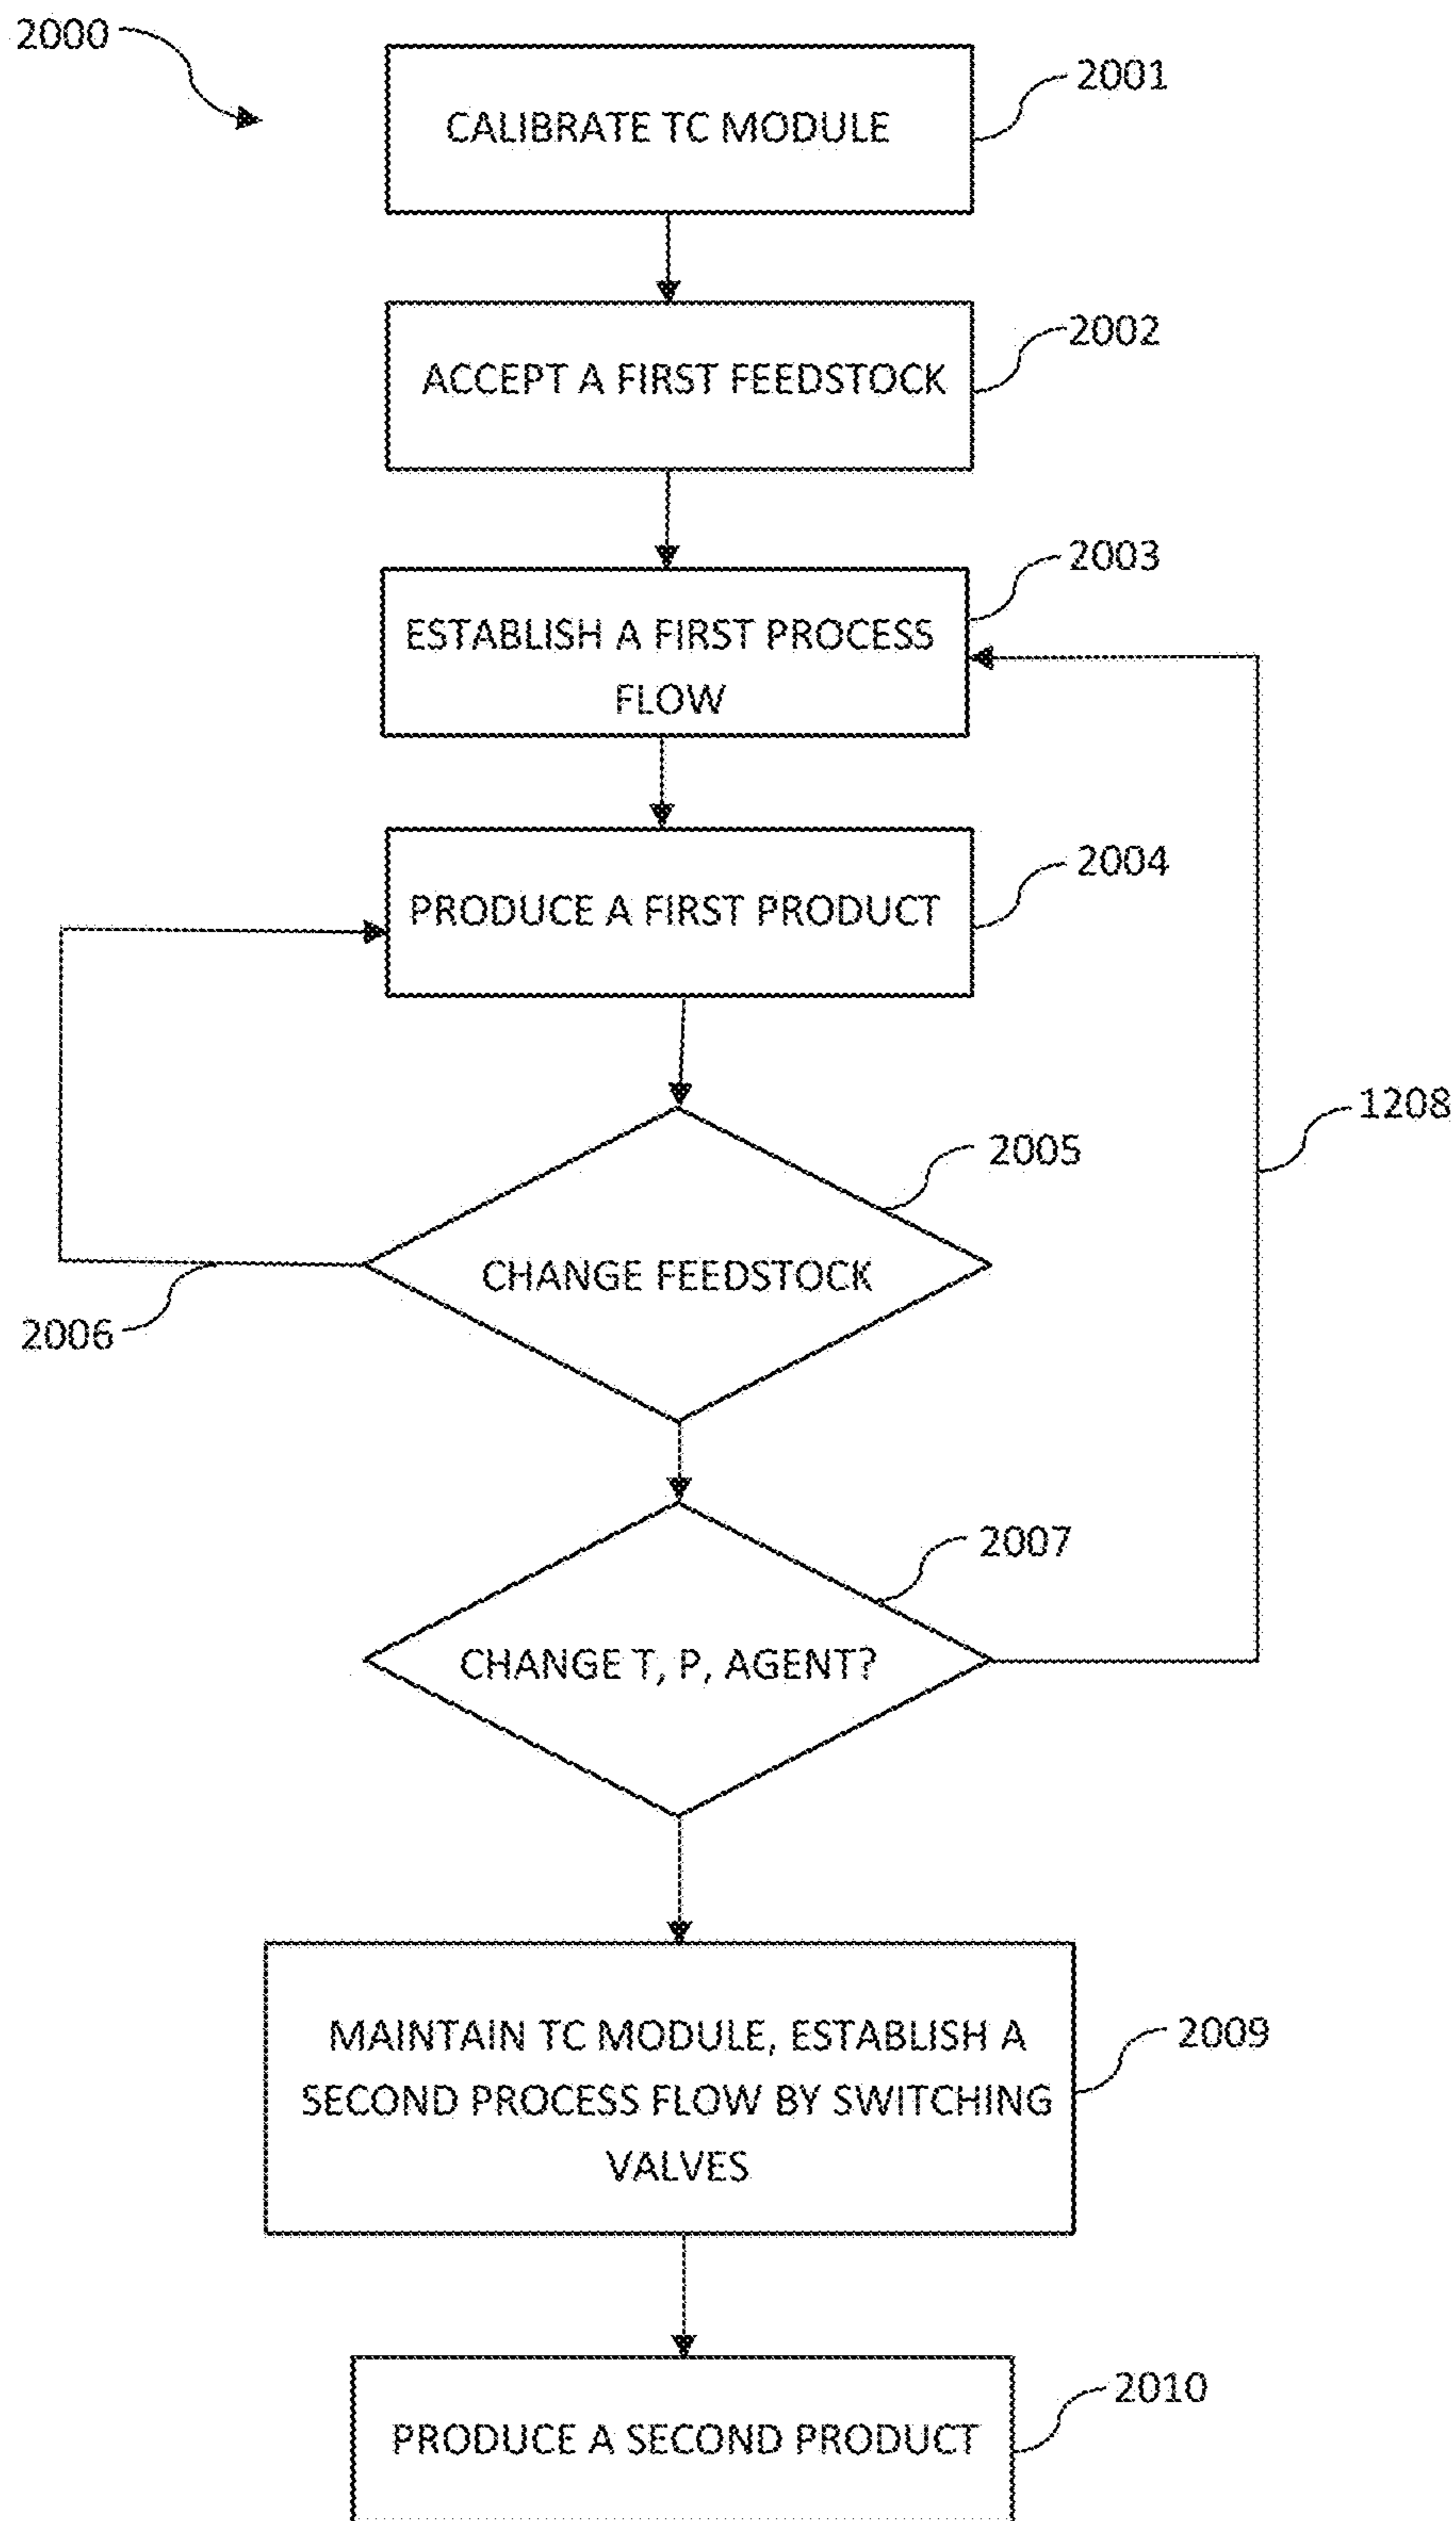 2000
2001
CALIBRATE TC MODULE
2002
ACCEPT A FIRST FEEDSTOCK
2003
ESTABLISH A FIRST PROCESS
FLOW
2004
PRODUCE A FIRST PRODUCT
1208
2005
CHANGE FEEDSTOCK
2006
2007
CHANGE T, P, AGENT?
2009
MAINTAIN TC MODULE, ESTABLISH A
SECOND PROCESS FLOW BY SWITCHING
VALVES
2010
PRODUCE A SECOND PRODUCT